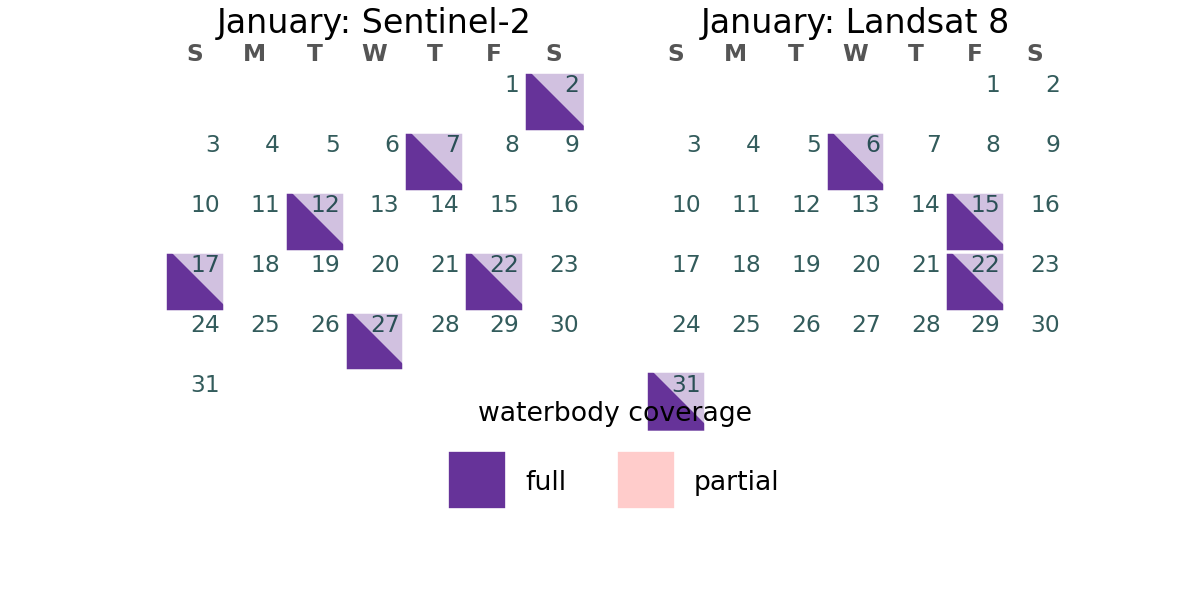 January: Sentinel-2
S M T W T F S
1 2
3 4 5 6 7 8 9
10 11 12 13 14 15 16
17 18 19 20 21 22 23
24 25 26 27 28 29 30
31
January: Landsat 8
S M T W T F S
1 2
3 4 5 6 7 8 9
10 11 12 13 14 15 16
17 18 19 20 21 22 23
24 25 26 27 28 29 30
31
waterbody coverage
full partial